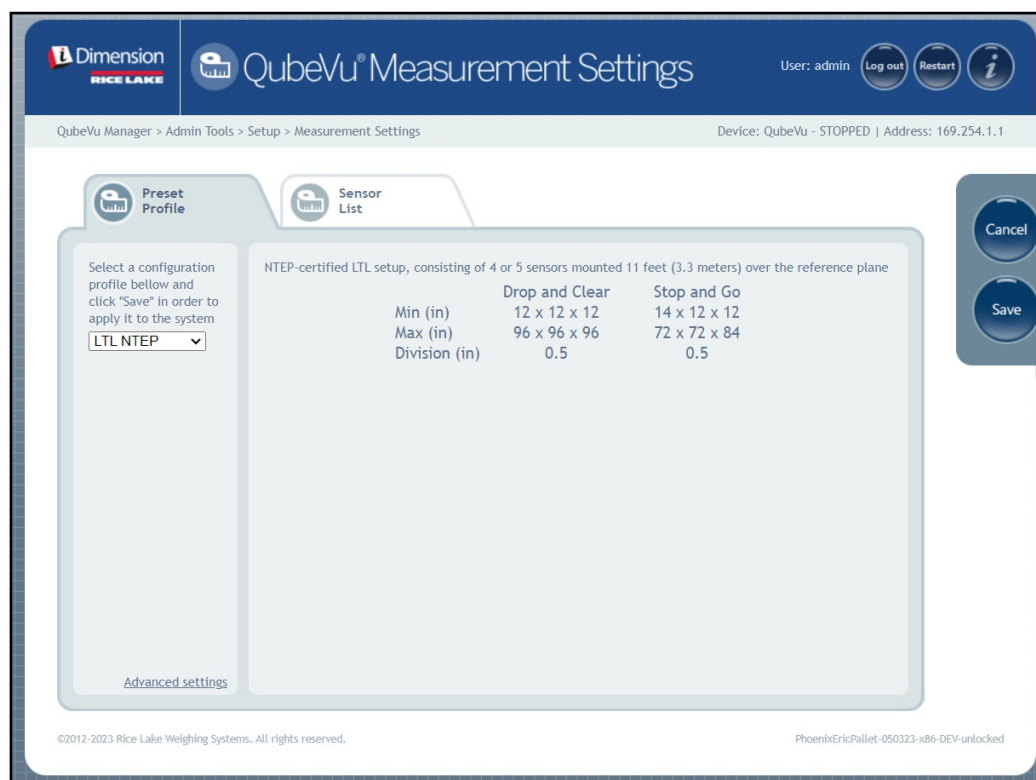 i Dimension
RICE LAKE
QubeVu® Measurement Settings
User: admin
Log out
Restart
i
QubeVu Manager > Admin Tools > Setup > Measurement Settings
Device: QubeVu - STOPPED | Address: 169.254.1.1
Preset
Profile
Sensor
List
Cancel
Save
Select a configuration
profile bellow and
click "Save" in order to
apply it to the system
LTL NTEP
Advanced settings
NTEP-certified LTL setup, consisting of 4 or 5 sensors mounted 11 feet (3.3 meters) over the reference plane
Drop and Clear Stop and Go
Min (in) 12 x 12 x 12 14 x 12 x 12
Max (in) 96 x 96 x 96 72 x 72 x 84
Division (in) 0.5 0.5
©2012-2023 Rice Lake Weighing Systems. All rights reserved.
PhoenixEricPallet-050323-x86-DEV-unlocked